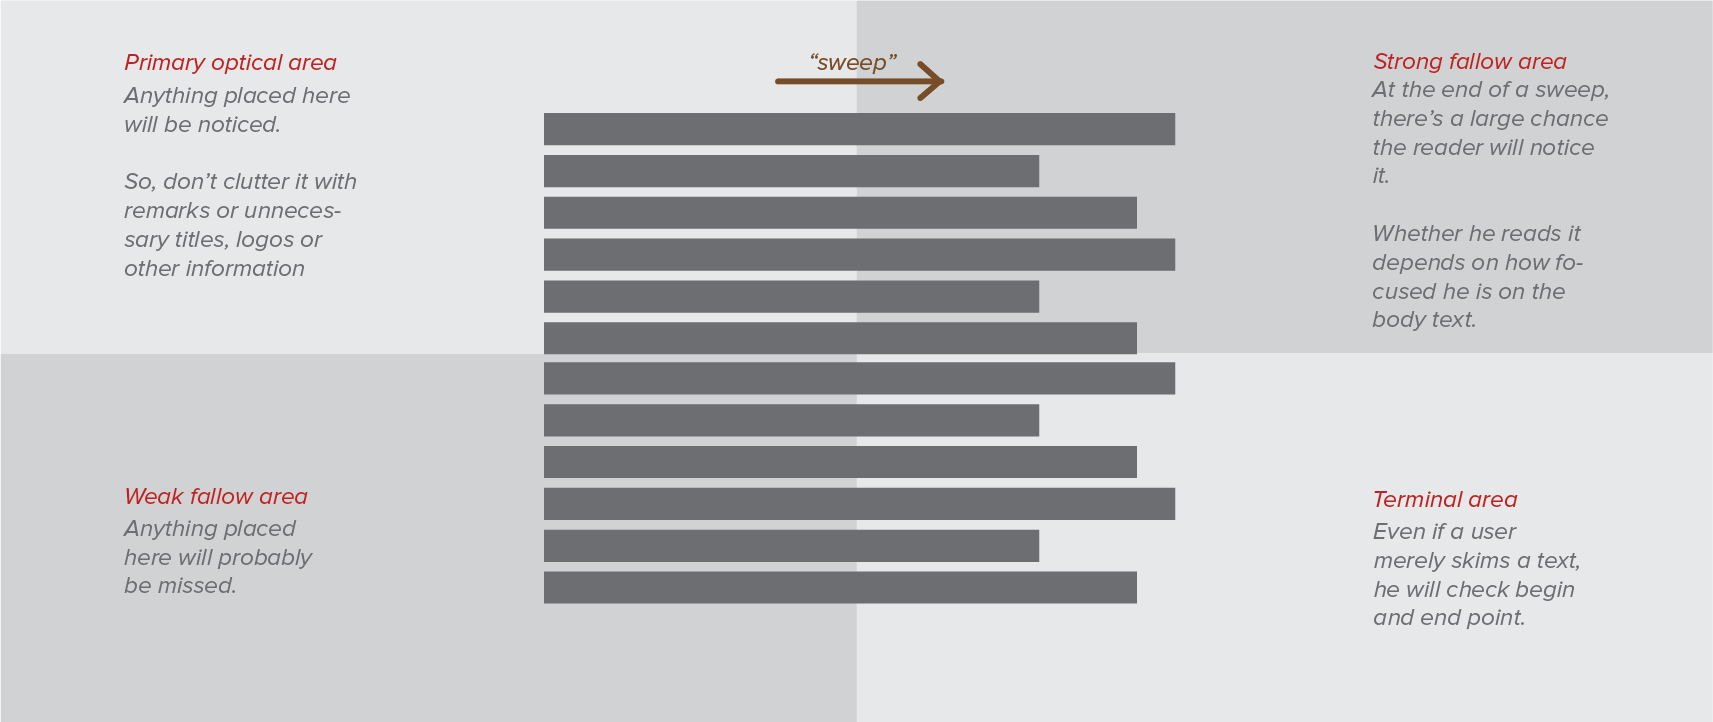 Primary optical area
Anything placed here
will be noticed.
So, don’t clutter it with
remarks or unneces-
sary titles, logos or
other information
“sweep”
Strong fallow area
At the end of a sweep,
there’s a large chance
the reader will notice
it.
Whether he reads it
depends on how fo-
cused he is on the
body text.
Weak fallow area
Anything placed
here will probably
be missed.
Terminal area
Even if a user
merely skims a text,
he will check begin
and end point.